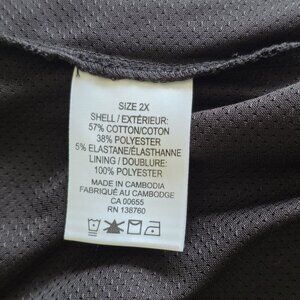 SIZE 2X
SHELL / EXTÉRIEUR:
57% COTTON/COTON
38% POLYESTER
5% ELASTANE/ÉLASTHANNE
LINING / DOUBLURE:
100% POLYESTER
MADE IN CAMBODIA
FABRIQUÉ AU CAMBODGE
CA 00655
RN 138760